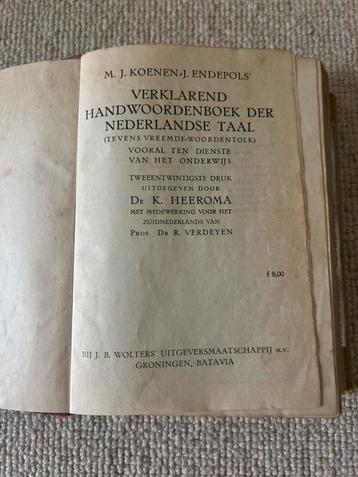 M. J. KOENEN-J. ENDEPOLS'
VERKLAREND
HANDWOORDENBOEK DER
NEDERLANDSE TAAL
(TEVENS VREEMDE-WOORDENTOLK)
VOORAL TEN DIENSTE
VAN HET ONDERWIJS
TWEEENTWINTIGSTE DRUK
UITGEGEVEN DOOR
DR K. HEEROMA
MET MEDEWERKING VOOR HET
ZUIDNEDERLANDS VAN
PROF. DR R. VERDEYEN
f 8,00
BIJ J. B. WOLTERS' UITGEVERSMAATSCHAPPIJ N.V.
GRONINGEN, BATAVIA